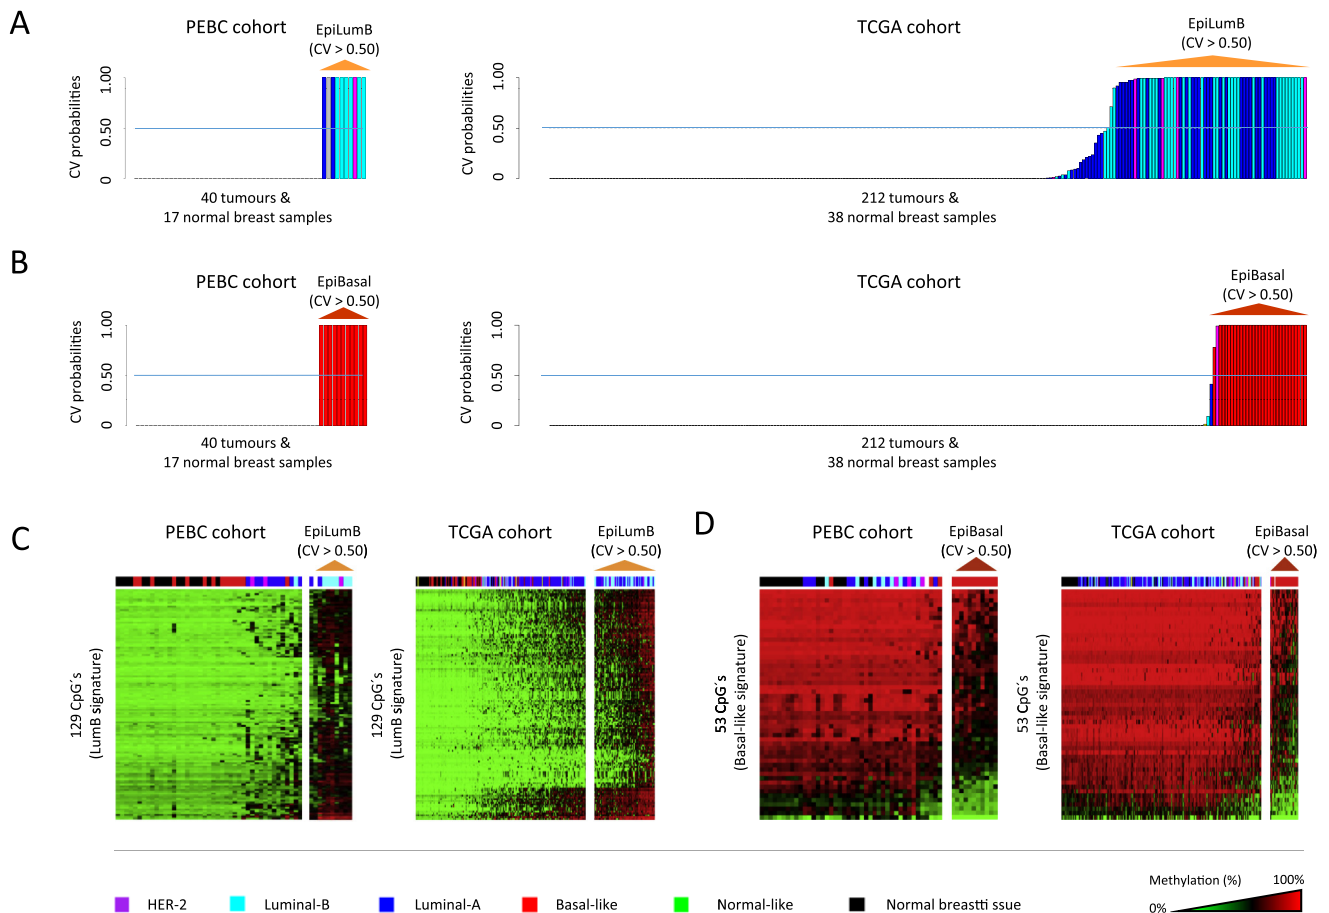 A
PEBC cohort
EpiLumB
(CV > 0.50)
CV probabilities
1.00
0.50
0
40 tumours &
17 normal breast samples
TCGA cohort
EpiLumB
(CV > 0.50)
CV probabilities
1.00
0.50
0
212 tumours &
38 normal breast samples
B
PEBC cohort
EpiBasal
(CV > 0.50)
CV probabilities
1.00
0.50
0
40 tumours &
17 normal breast samples
TCGA cohort
EpiBasal
(CV > 0.50)
CV probabilities
1.00
0.50
0
212 tumours &
38 normal breast samples
C
PEBC cohort
EpiLumB
(CV > 0.50)
129 CpG´s
(LumB signature)
TCGA cohort
EpiLumB
(CV > 0.50)
129 CpG´s
(LumB signature)
D
PEBC cohort
EpiBasal
(CV > 0.50)
53 CpG´s
(Basal-like signature)
TCGA cohort
EpiBasal
(CV > 0.50)
53 CpG´s
(Basal-like signature)
HER-2
Luminal-B
Luminal-A
Basal-like
Normal-like
Normal breastti ssue
Methylation (%)
0%
100%